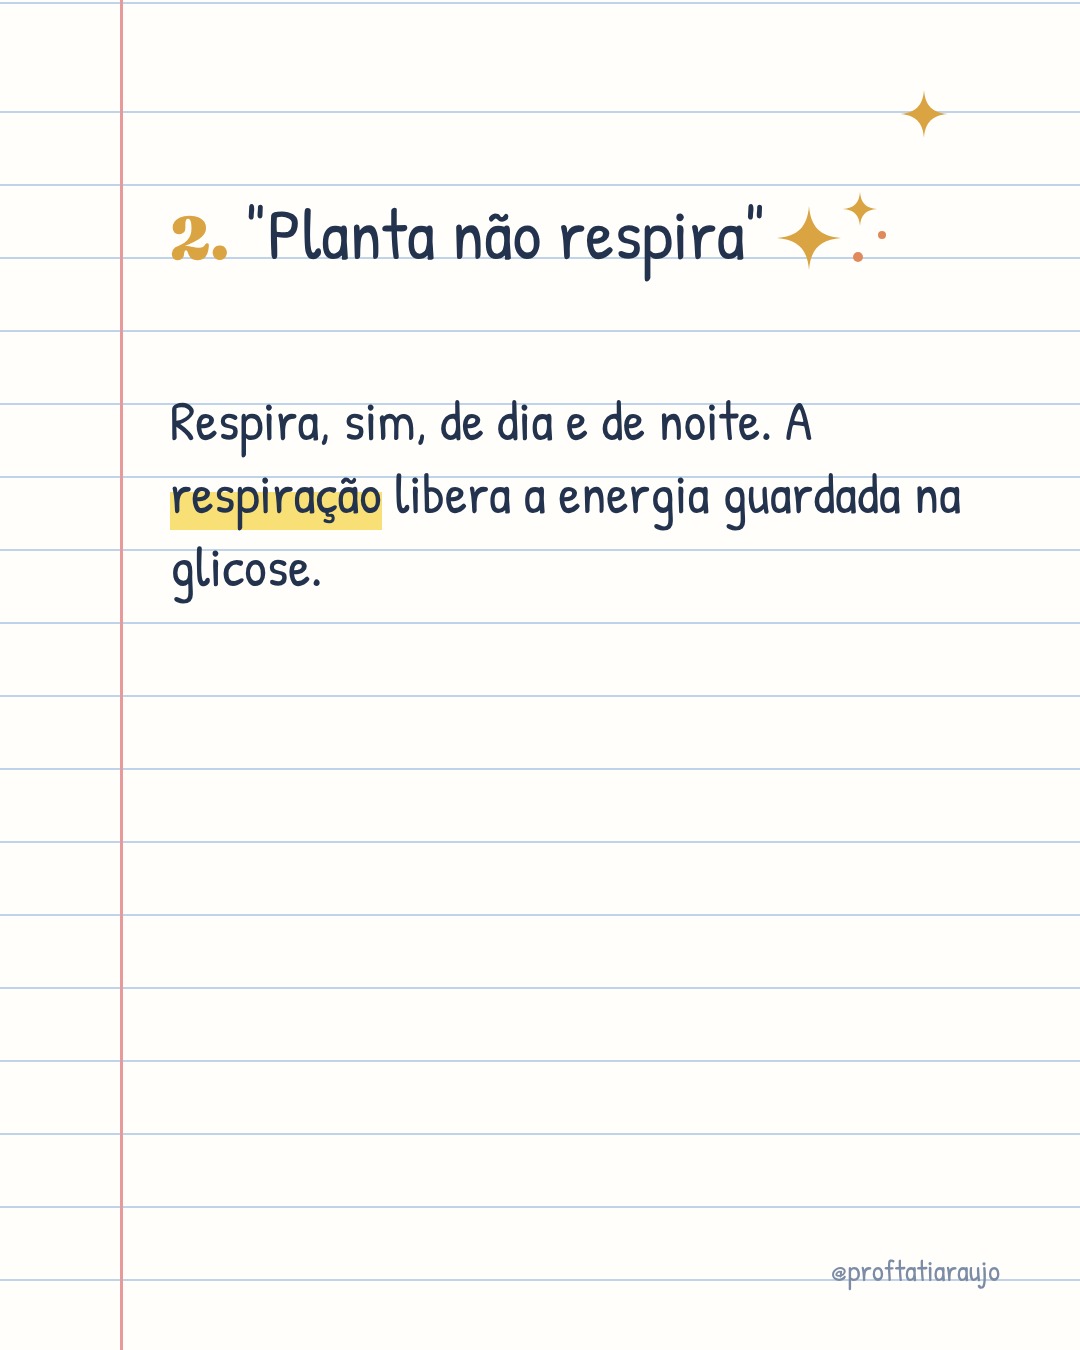 2. "Planta não respira"
Respira, sim, de dia e de noite. A
respiração libera a energia guardada na
glicose.
@proftatiaraujo